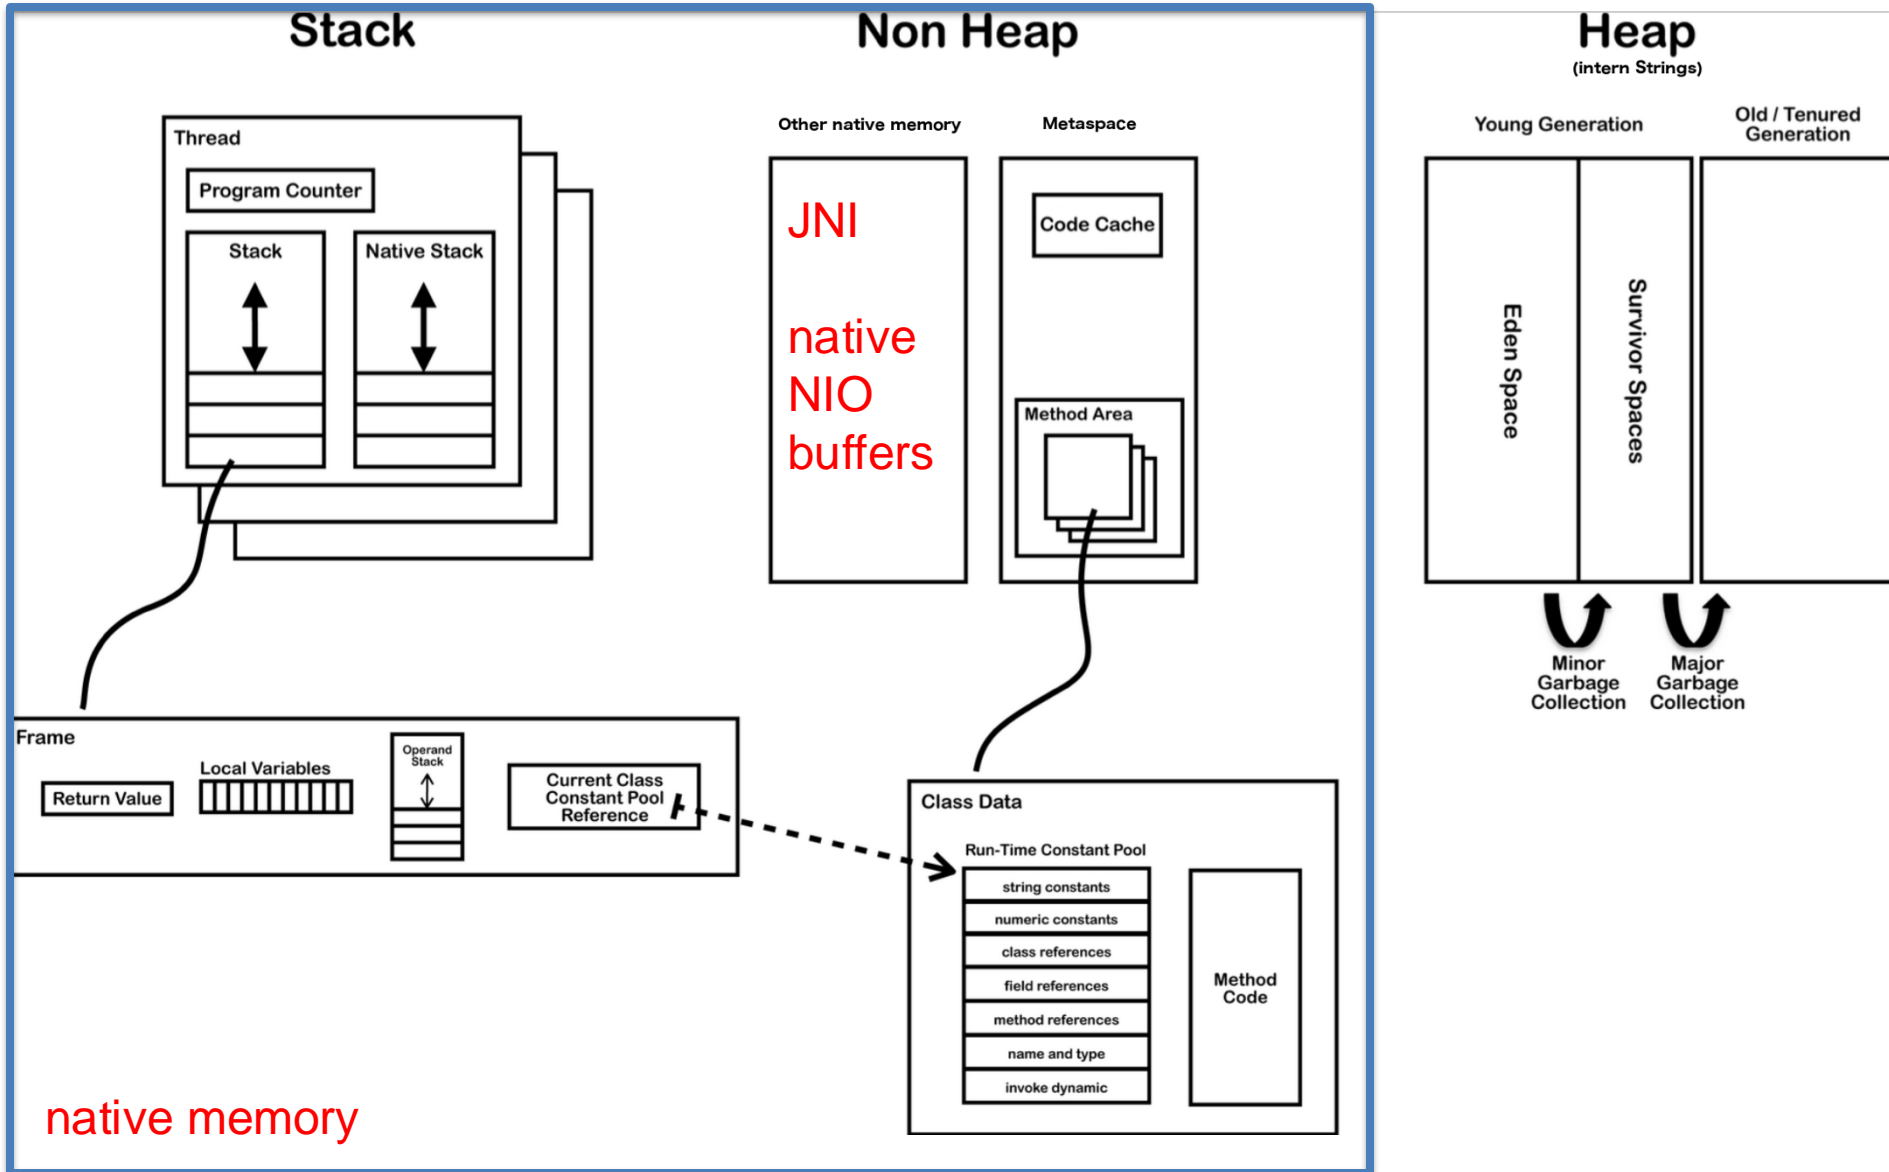 Stack
Non Heap
Heap
(intern Strings)
Thread
Program Counter
Stack
Native Stack
Other native memory
JNI
native
NIO
buffers
Metaspace
Code Cache
Method Area
Young Generation
Old / Tenured
Generation
Eden Space
Survivor Spaces
Minor
Garbage
Collection
Major
Garbage
Collection
Frame
Return Value
Local Variables
Operand
Stack
Current Class
Constant Pool
Reference
Class Data
Run-Time Constant Pool
string constants
numeric constants
class references
field references
method references
name and type
invoke dynamic
Method
Code
native memory